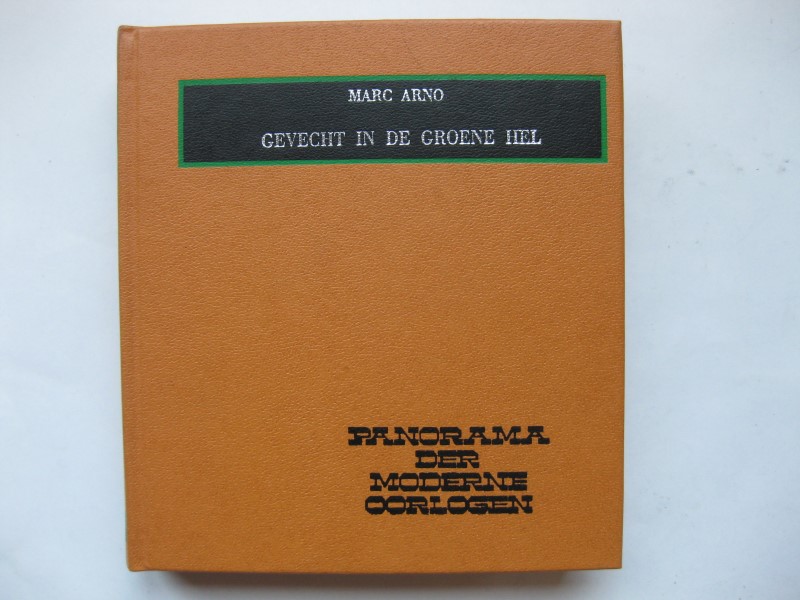 MARC ARNO
GEVECHT IN DE GROENE HEL
PANORAMA
DER
MODERNE
OORLOGEN